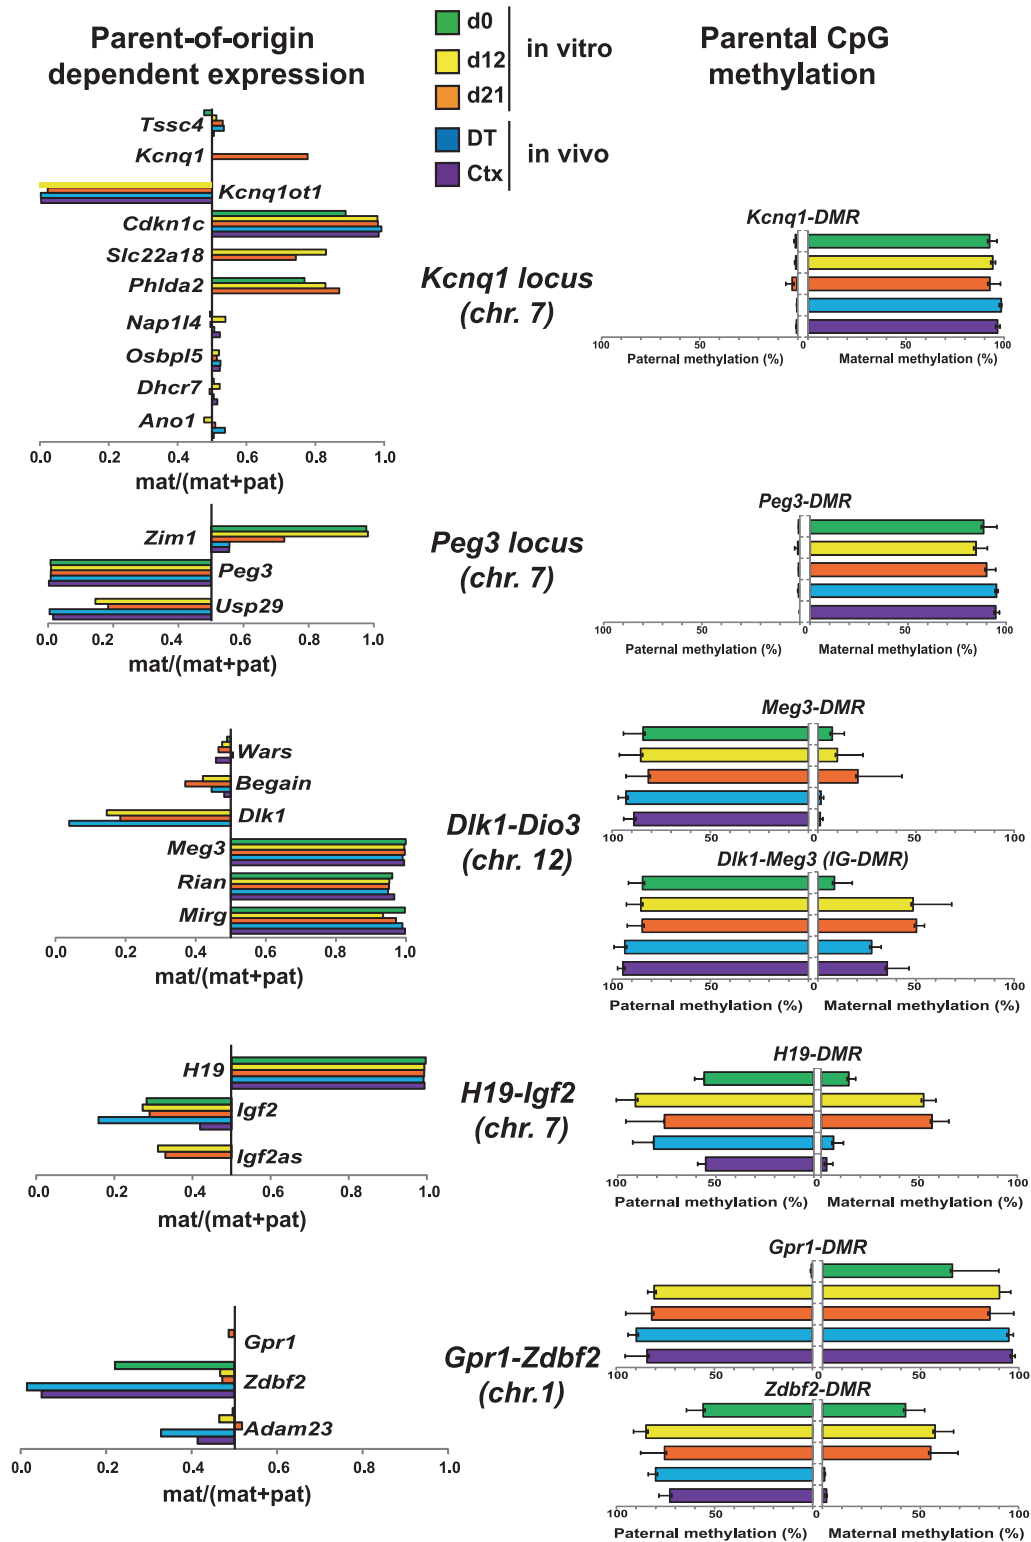 Parent-of-origin
dependent expression
d0
d12
d21
in vitro
DT
Ctx
in vivo
Parental CpG
methylation
Tssc4
Kcnq1
Kcnq1ot1
Cdkn1c
Slc22a18
Phlda2
Nap1l4
Osbpl5
Dhcr7
Ano1
0.0 0.2 0.4 0.6 0.8 1.0
mat/(mat+pat)
Kcnq1 locus
(chr. 7)
Kcnq1-DMR
100 50 0 50 100
Paternal methylation (%) Maternal methylation (%)
Zim1
Peg3
Usp29
0.0 0.2 0.4 0.6 0.8 1.0
mat/(mat+pat)
Peg3 locus
(chr. 7)
Peg3-DMR
100 50 0 50 100
Paternal methylation (%) Maternal methylation (%)
Wars
Begain
Dlk1
Meg3
Rian
Mirg
0.0 0.2 0.4 0.6 0.8 1.0
mat/(mat+pat)
Dlk1-Dio3
(chr. 12)
Meg3-DMR
100 50 0 50 100
Dlk1-Meg3 (IG-DMR)
100 50 0 50 100
Paternal methylation (%) Maternal methylation (%)
H19
Igf2
Igf2as
0.0 0.2 0.4 0.6 0.8 1.0
mat/(mat+pat)
H19-Igf2
(chr. 7)
H19-DMR
100 50 0 50 100
Paternal methylation (%) Maternal methylation (%)
Gpr1
Zdbf2
Adam23
0.0 0.2 0.4 0.6 0.8 1.0
mat/(mat+pat)
Gpr1-Zdbf2
(chr.1)
Gpr1-DMR
100 50 0 50 100
Zdbf2-DMR
100 50 0 50 100
Paternal methylation (%) Maternal methylation (%)